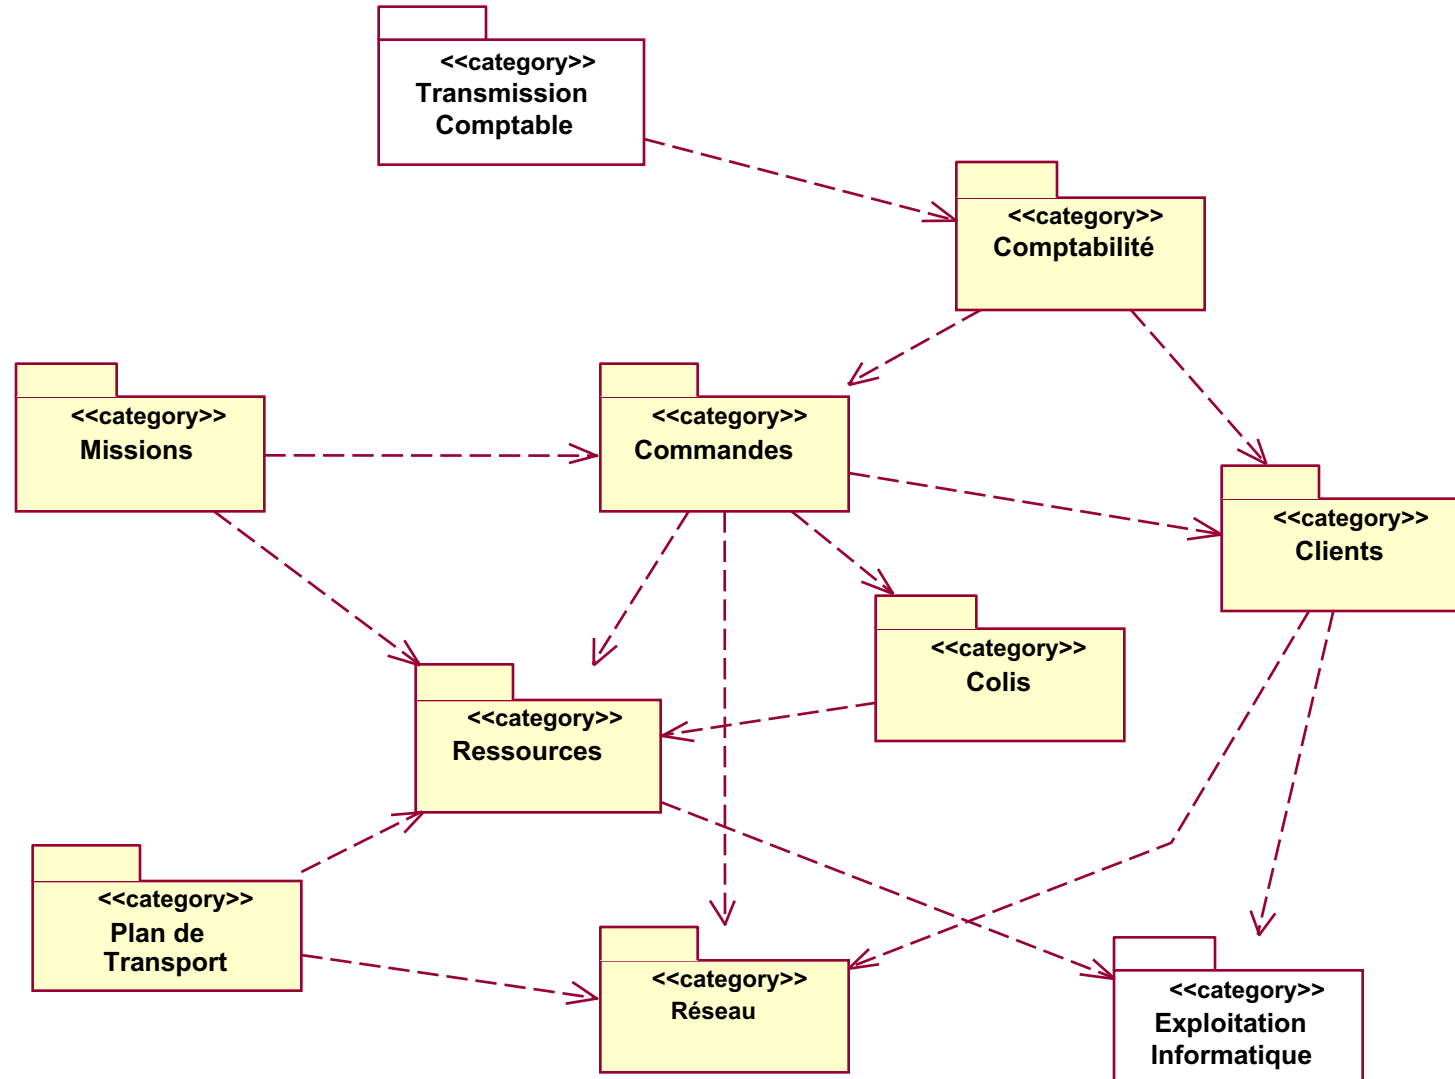 <<category>>
Transmission
Comptable
<<category>>
Comptabilité
<<category>>
Missions
<<category>>
Commandes
<<category>>
Clients
<<category>>
Colis
<<category>>
Ressources
<<category>>
Plan de
Transport
<<category>>
Réseau
<<category>>
Exploitation
Informatique